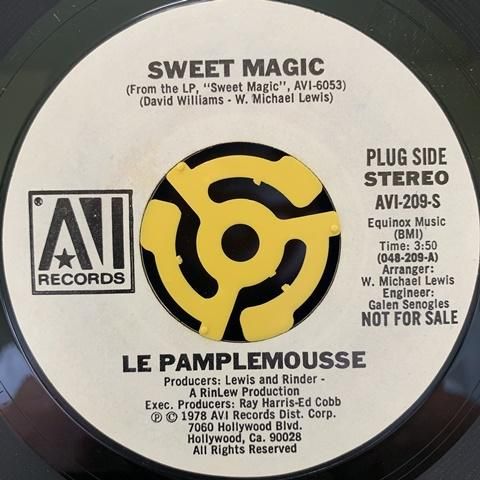 SWEET MAGIC
(From the LP, "Sweet Magic", AVI-6053)
(David Williams - W. Michael Lewis)
PLUG SIDE
STEREO
AVI-209-S
Equinox Music
(BMI)
Time: 3:50
(048-209-A)
Arranger:
W. Michael Lewis
Engineer:
Galen Senogles
NOT FOR SALE
® AVI
RECORDS
LE PAMPLEMOUSSE
Producers: Lewis and Rinder -
A RinLew Production
Exec. Producers: Ray Harris-Ed Cobb
℗ © 1978 AVI Records Dist. Corp.
7060 Hollywood Blvd.
Hollywood, Ca. 90028
All Rights Reserved